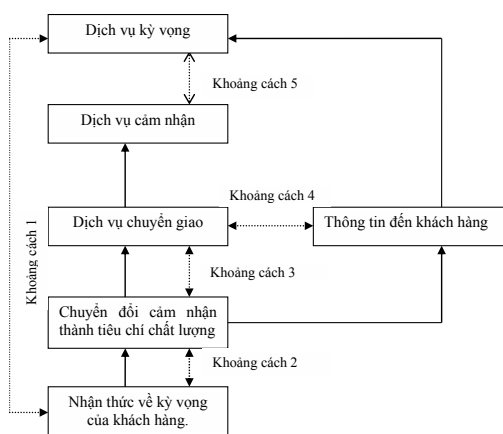 Dịch vụ kỳ vọng
Khoảng cách 5
Dịch vụ cảm nhận
Khoảng cách 4
Dịch vụ chuyển giao
Thông tin đến khách hàng
Khoảng cách 1
Khoảng cách 3
Chuyển đổi cảm nhận
thành tiêu chí chất lượng
Khoảng cách 2
Nhận thức về kỳ vọng
của khách hàng.